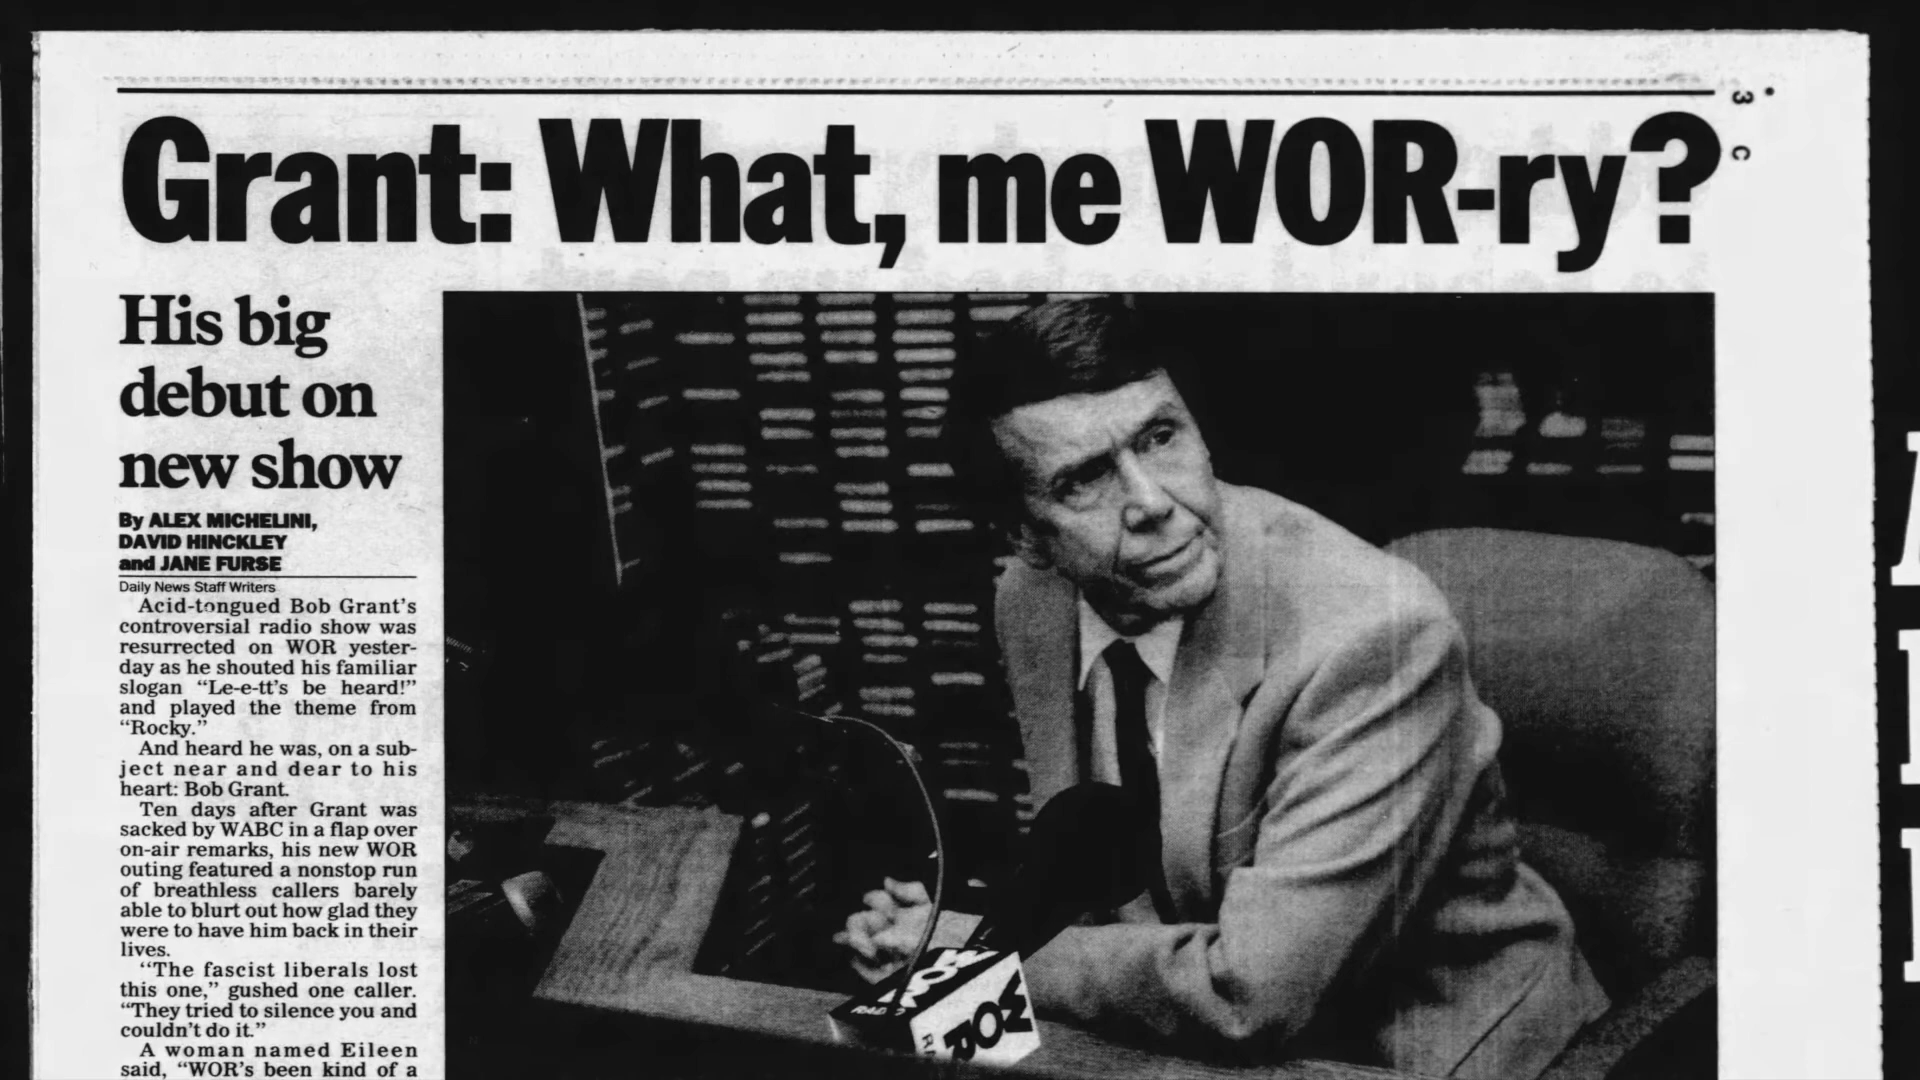 Grant: What, me WOR-ry?
3 C
His big
debut on
new show
By ALEX MICHELINI,
DAVID HINCKLEY
and JANE FURSE
Daily News Staff Writers
Acid-tongued Bob Grant's
controversial radio show was
resurrected on WOR yester-
day as he shouted his familiar
slogan “Le-e-tt's be heard!”
and played the theme from
“Rocky.”
And heard he was, on a sub-
ject near and dear to his
heart: Bob Grant.
Ten days after Grant was
sacked by WABC in a flap over
on-air remarks, his new WOR
outing featured a nonstop run
of breathless callers barely
able to blurt out how glad they
were to have him back in their
lives.
“The fascist liberals lost
this one,” gushed one caller.
“They tried to silence you and
couldn't do it.”
A woman named Eileen
said, “WOR's been kind of a
WOR
RADIO
WOR